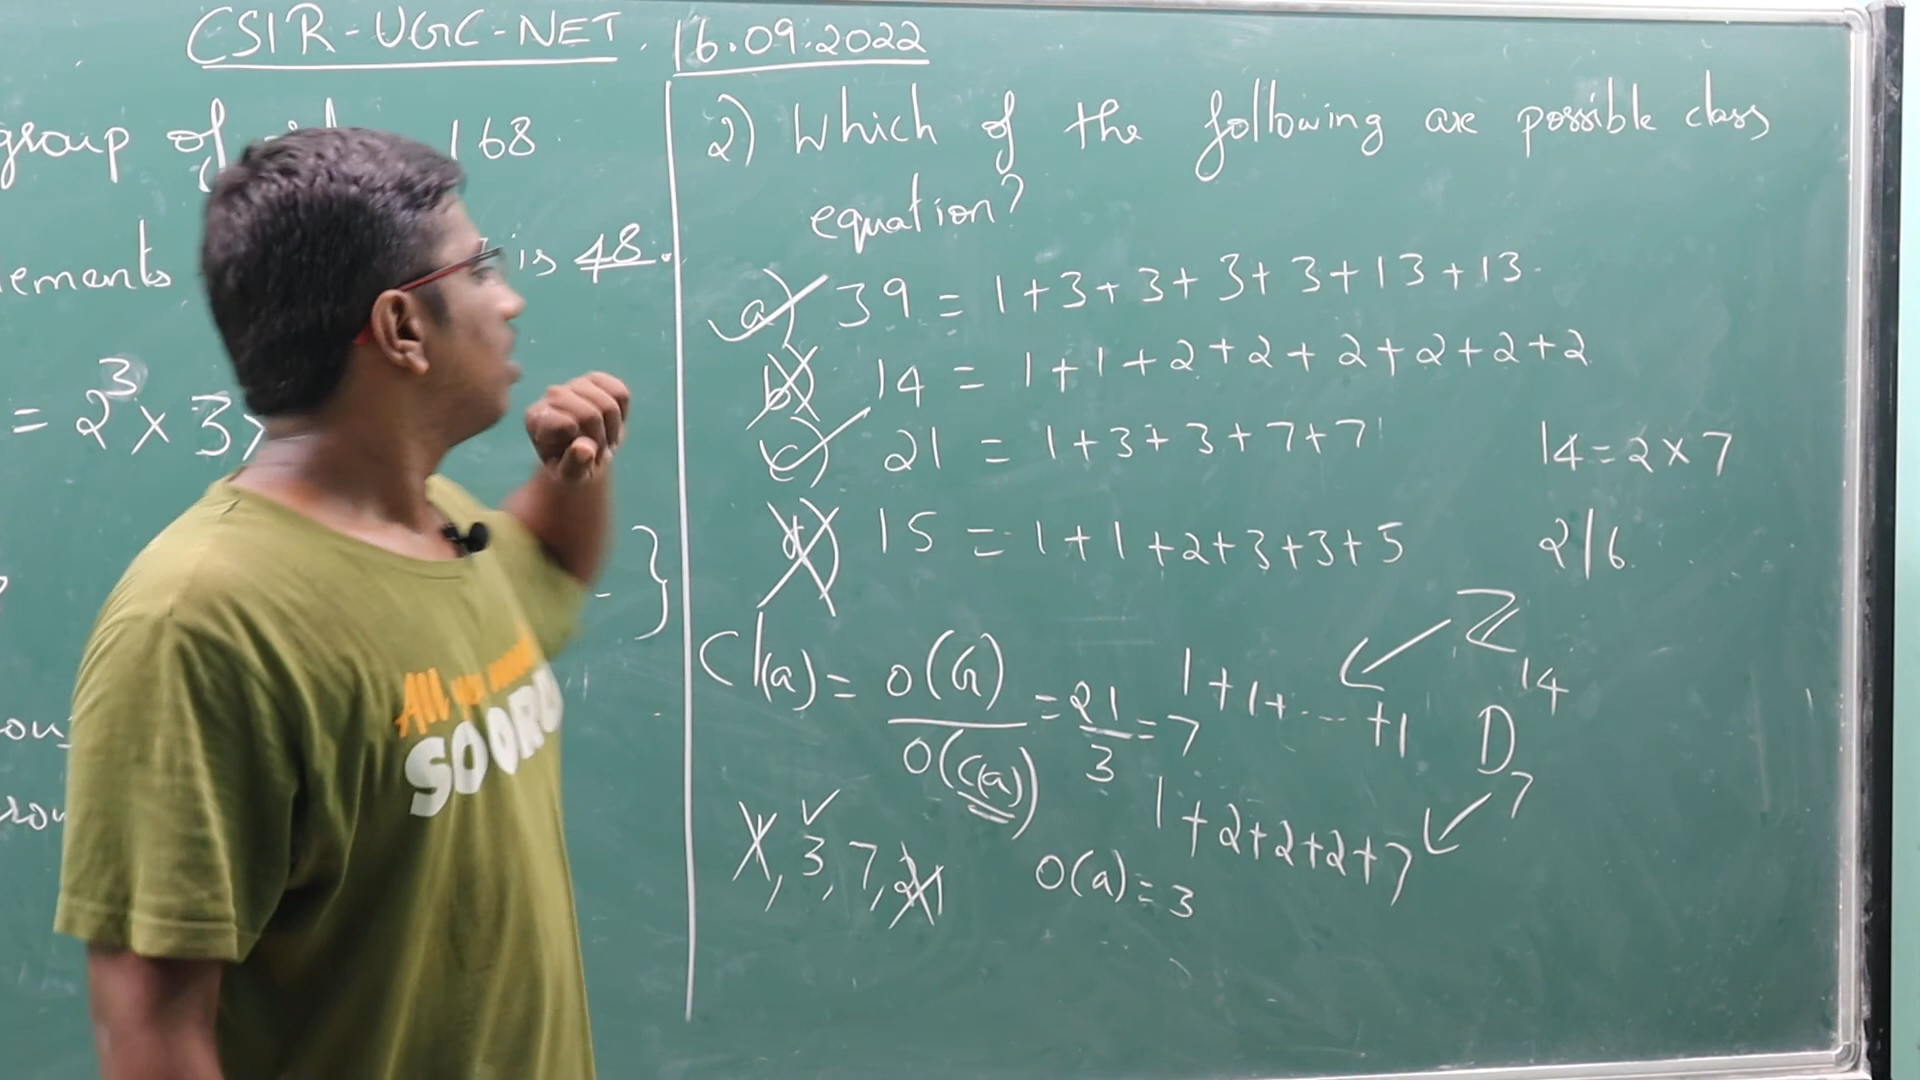 CSIR-UGC-NET. 16.09.2022
group of 168
is 48.
= 2³ × 3
}
2) Which of the following are possible class
equation?
a) 39 = 1+3+3+3+3+13+13.
b) 14 = 1+1+2+2+2+2+2+2
c) 21 = 1+3+3+7+7
14 = 2×7
d) 15 = 1+1+2+3+3+5
2/6
Cl(a) = O(G) / O(C(a)) = 21/3 = 7
1, 3, 7, 21
O(a) = 3
Z14
1+1+...+1
D7
1+2+2+2+7
All
SOORU